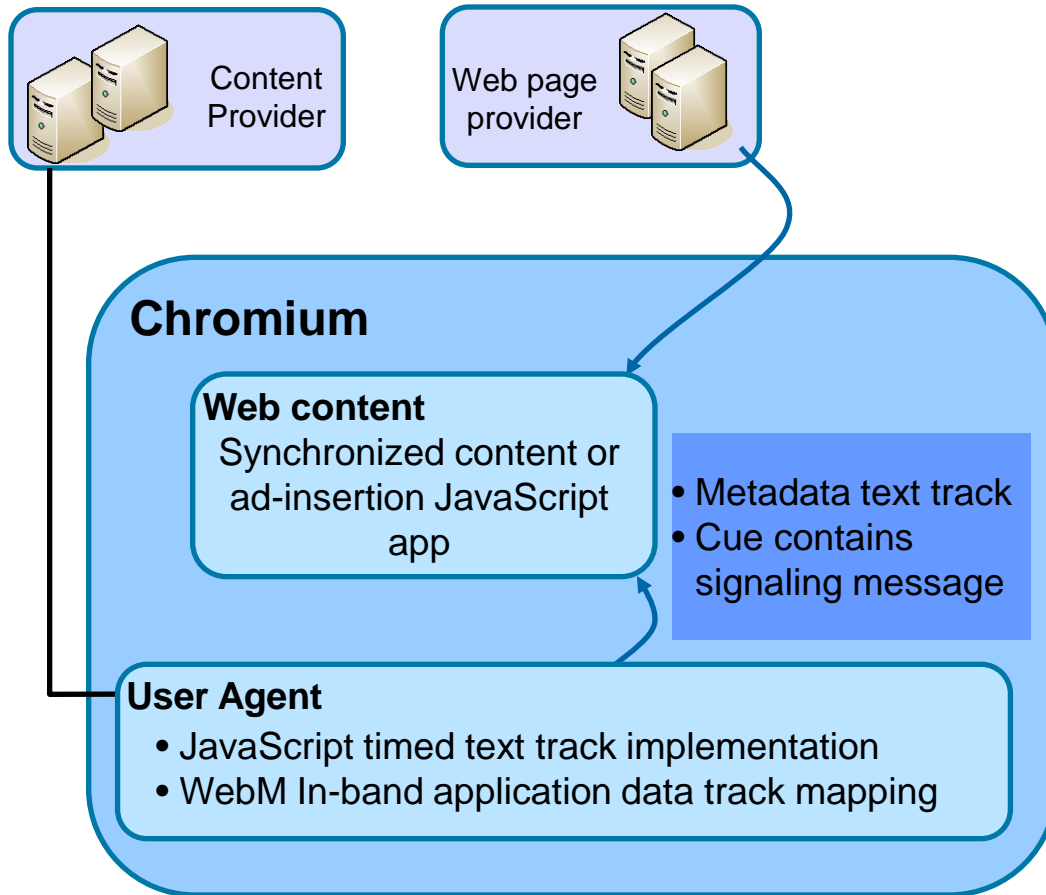 Content
Provider
Web page
provider
Chromium
Web content
Synchronized content or
ad-insertion JavaScript
app
• Metadata text track
• Cue contains
signaling message
User Agent
• JavaScript timed text track implementation
• WebM In-band application data track mapping